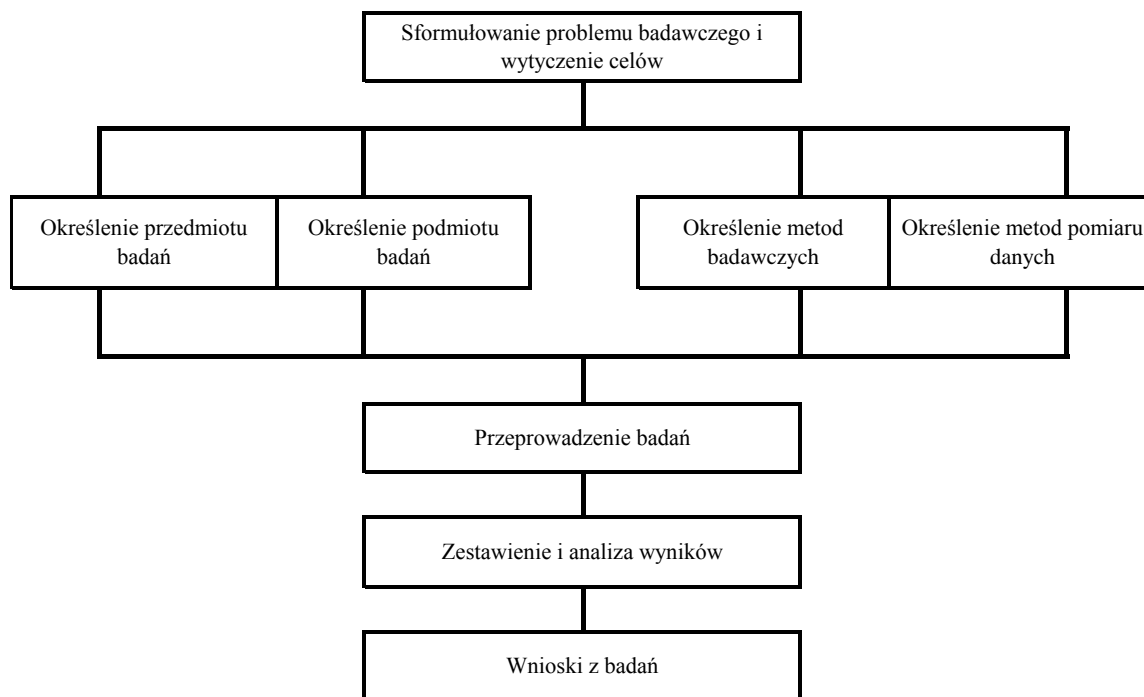 Sformułowanie problemu badawczego i
wytyczenie celów
Określenie przedmiotu
badań
Określenie podmiotu
badań
Określenie metod
badawczych
Określenie metod pomiaru
danych
Przeprowadzenie badań
Zestawienie i analiza wyników
Wnioski z badań